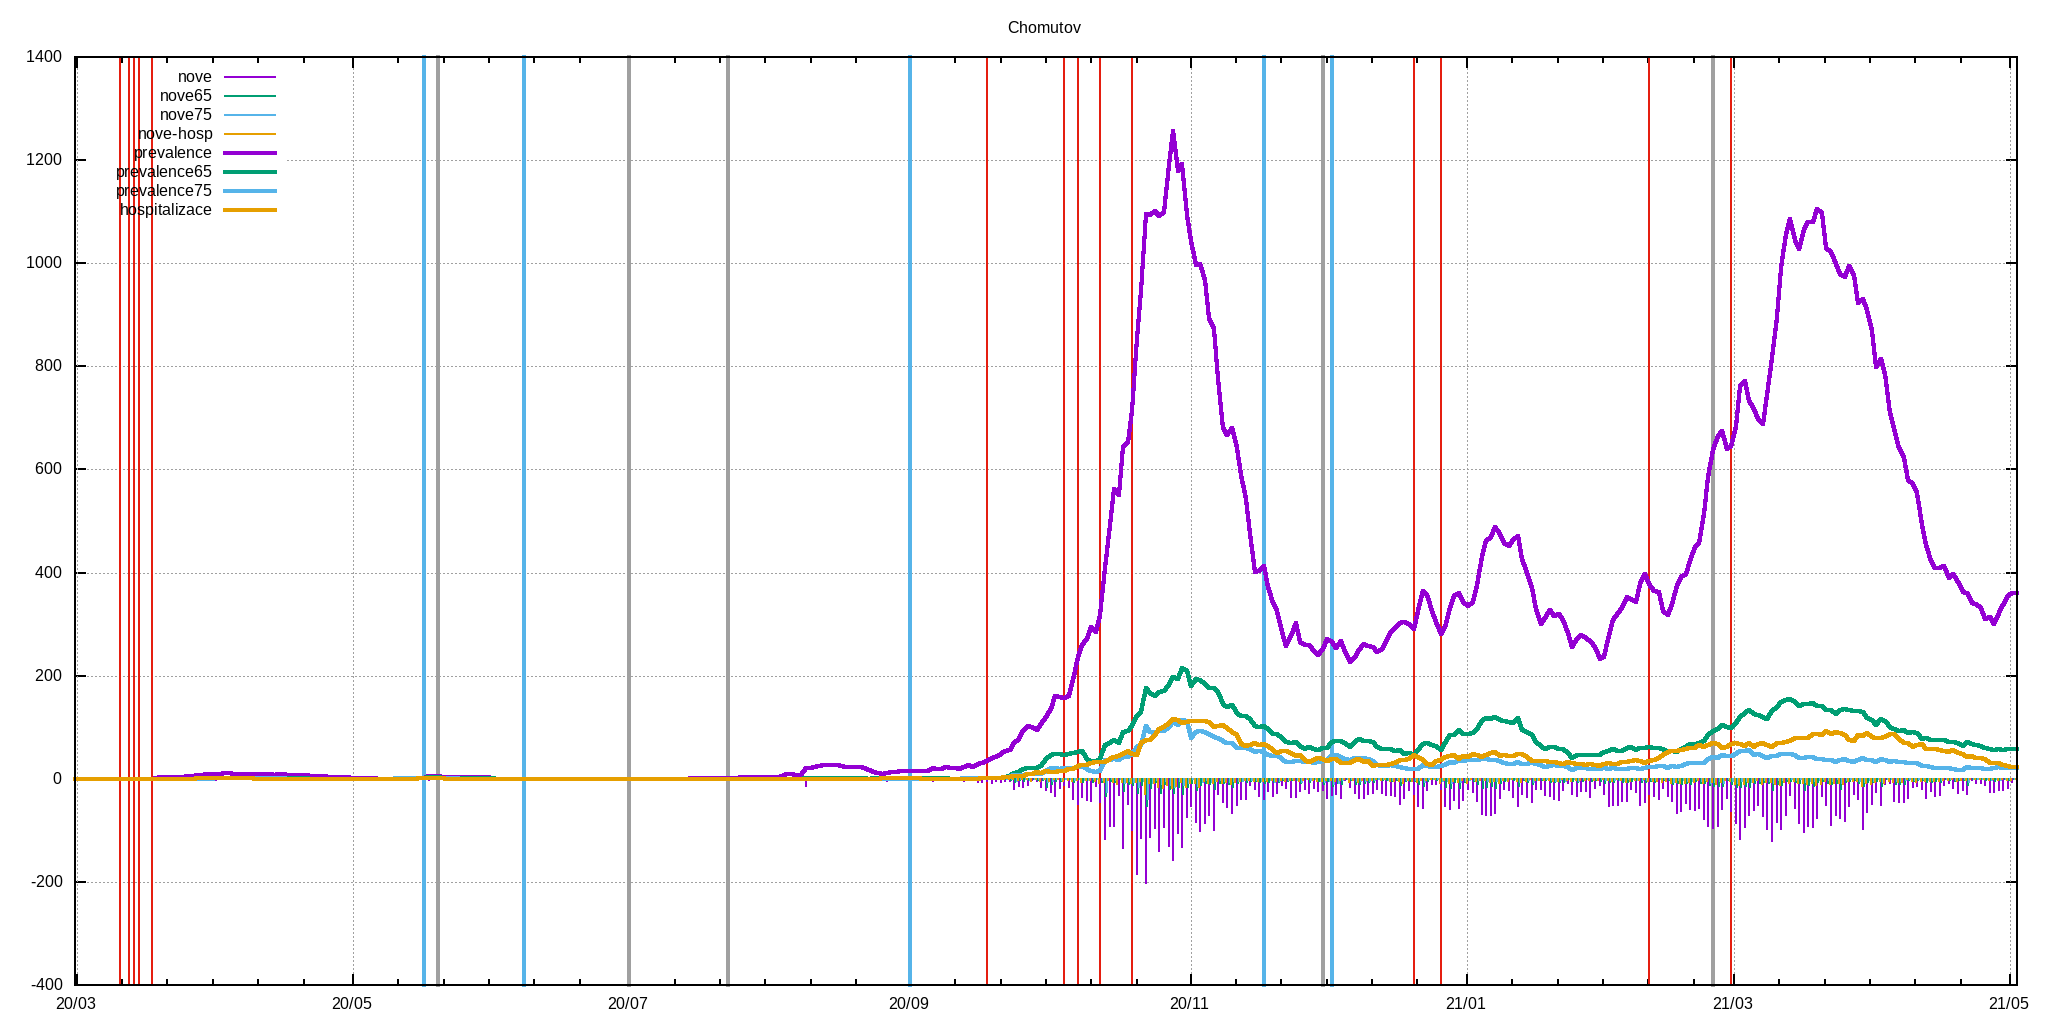 Chomutov
1400
1200
1000
800
600
400
200
0
-200
-400
nove
nove65
nove75
nove-hosp
prevalence
prevalence65
prevalence75
hospitalizace
20/03
20/05
20/07
20/09
20/11
21/01
21/03
21/05